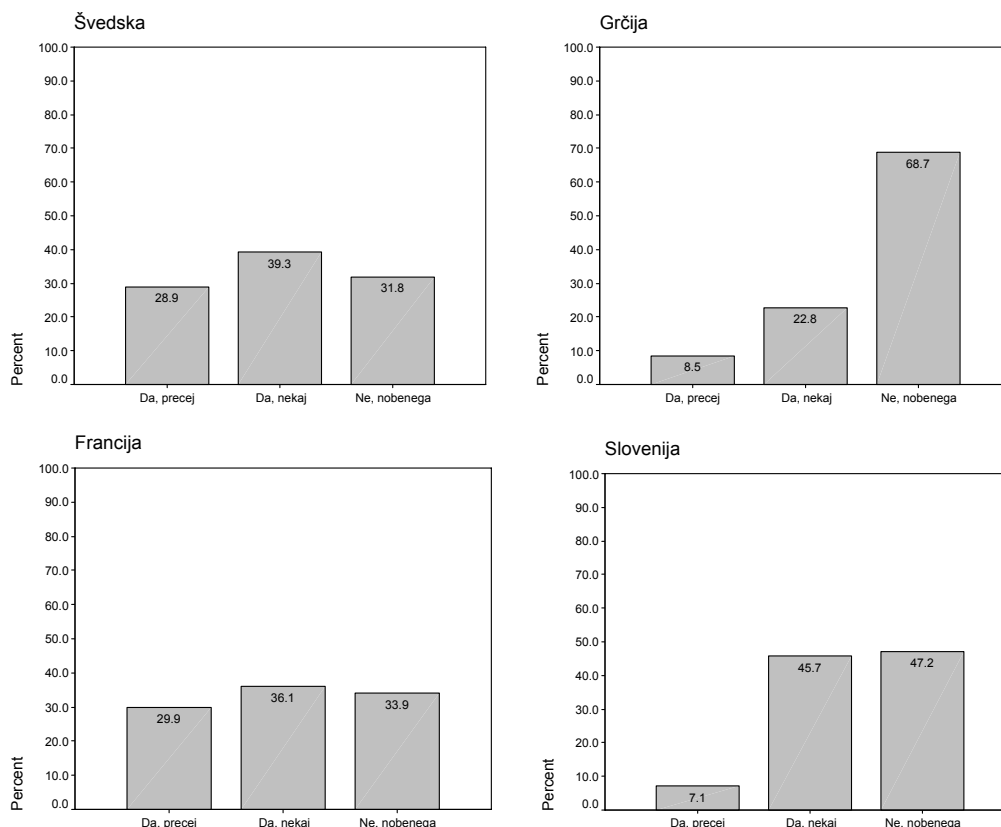 Švedska
100.0
90.0
80.0
70.0
60.0
50.0
40.0
30.0
20.0
10.0
0.0
Percent
28.9
39.3
31.8
Da, precej
Da, nekaj
Ne, nobenega
Grčija
100.0
90.0
80.0
70.0
60.0
50.0
40.0
30.0
20.0
10.0
0.0
Percent
8.5
22.8
68.7
Da, precej
Da, nekaj
Ne, nobenega
Francija
100.0
90.0
80.0
70.0
60.0
50.0
40.0
30.0
20.0
10.0
0.0
Percent
29.9
36.1
33.9
Da, precej
Da, nekaj
Ne, nobenega
Slovenija
100.0
90.0
80.0
70.0
60.0
50.0
40.0
30.0
20.0
10.0
0.0
Percent
7.1
45.7
47.2
Da, precej
Da, nekaj
Ne, nobenega